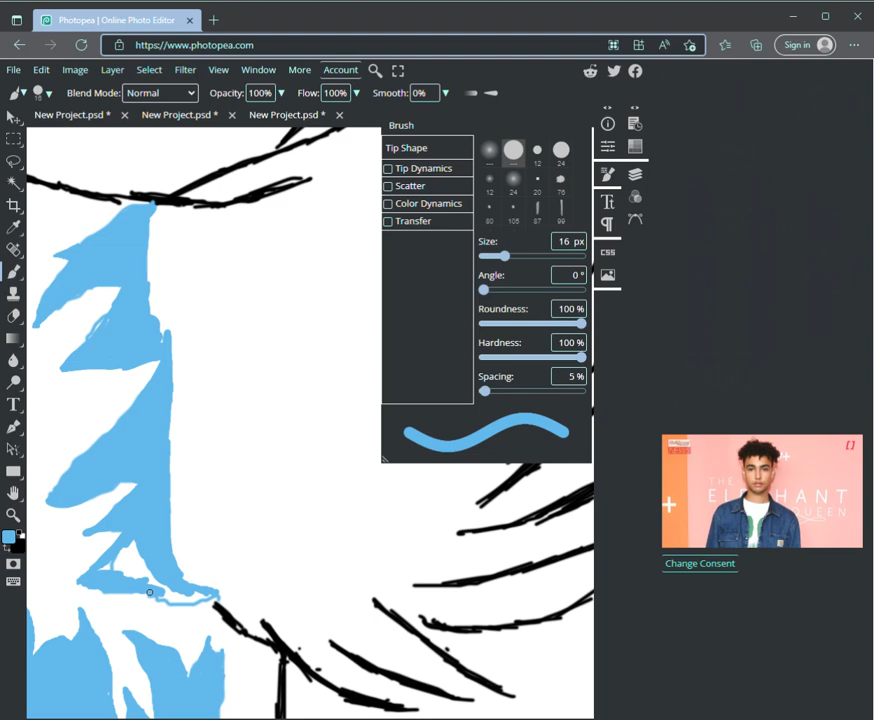 Photopea | Online Photo Editor
https://www.photopea.com
Sign in
File Edit Image Layer Select Filter View Window More Account
16 Blend Mode: Normal Opacity: 100% Flow: 100% Smooth: 0%
New Project.psd * New Project.psd * New Project.psd *
Brush
Tip Shape
Tip Dynamics
Scatter
Color Dynamics
Transfer
--- --- 12 24
12 24 20 76
80 105 87 99
Size: 16 px
Angle: 0°
Roundness: 100 %
Hardness: 100 %
Spacing: 5 %
CSS
THE
ELEPHANT
QUEEN
Change Consent